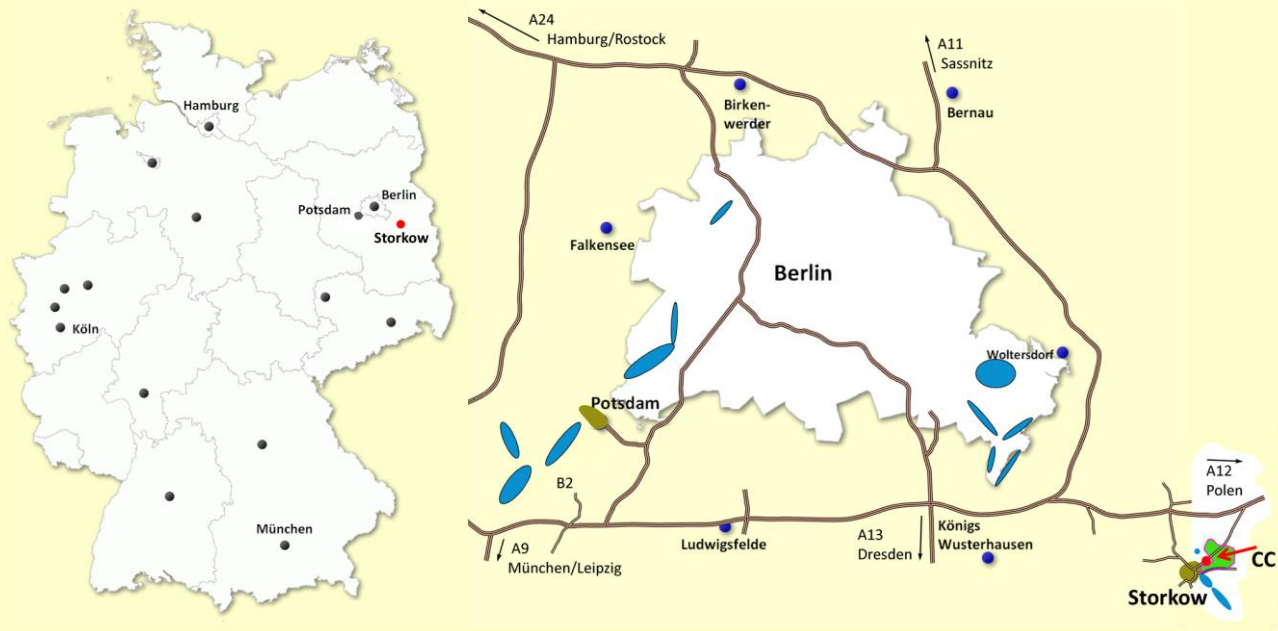 Hamburg
Berlin
Potsdam
Storkow
Köln
München
A24
Hamburg/Rostock
A11
Sassnitz
Birken-
werder
Bernau
Falkensee
Berlin
Woltersdorf
Potsdam
B2
A12
Polen
A9
München/Leipzig
Ludwigsfelde
A13
Dresden
Königs
Wusterhausen
CC
Storkow